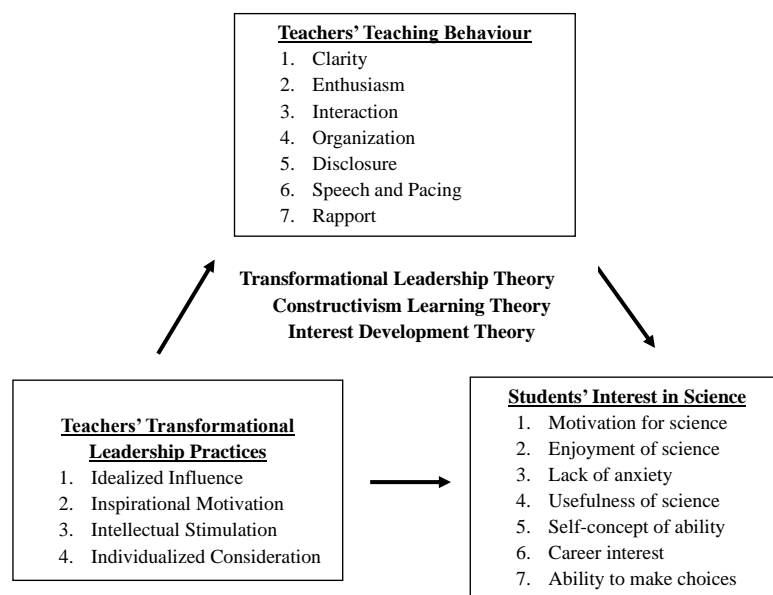 Teachers' Teaching Behaviour
1. Clarity
2. Enthusiasm
3. Interaction
4. Organization
5. Disclosure
6. Speech and Pacing
7. Rapport
Transformational Leadership Theory
Constructivism Learning Theory
Interest Development Theory
Teachers' Transformational
Leadership Practices
1. Idealized Influence
2. Inspirational Motivation
3. Intellectual Stimulation
4. Individualized Consideration
Students' Interest in Science
1. Motivation for science
2. Enjoyment of science
3. Lack of anxiety
4. Usefulness of science
5. Self-concept of ability
6. Career interest
7. Ability to make choices